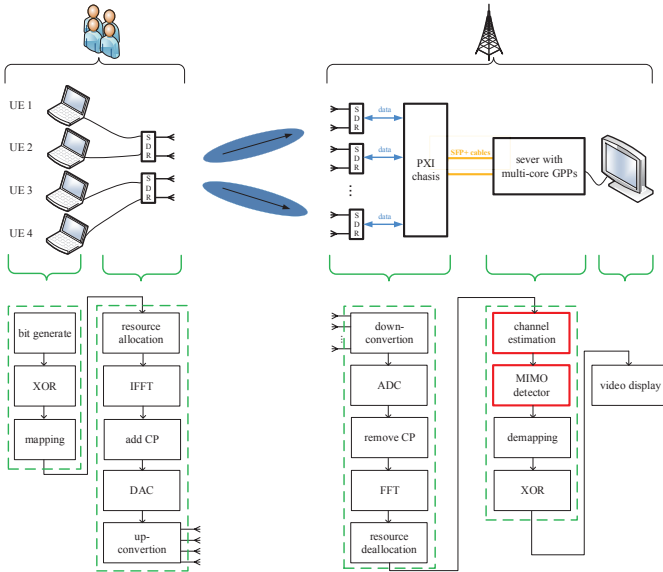 UE 1
UE 2
UE 3
UE 4
S
D
R
S
D
R
S
D
R
S
D
R
S
D
R
data
data
data
PXI
chasis
SFP+ cables
sever with
multi-core GPPs
bit generate
XOR
mapping
resource
allocation
IFFT
add CP
DAC
up-
convertion
down-
convertion
ADC
remove CP
FFT
resource
deallocation
channel
estimation
MIMO
detector
demapping
XOR
video display